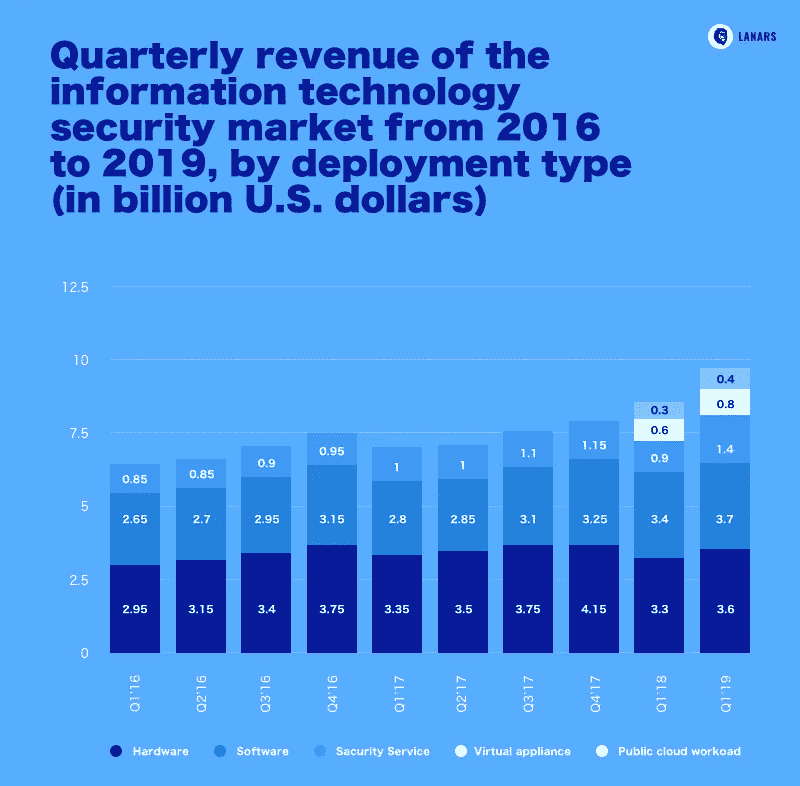 LANARS
Quarterly revenue of the
information technology
security market from 2016
to 2019, by deployment type
(in billion U.S. dollars)
12.5
10
7.5
5
2.5
0
0.85
2.65
2.95
0.85
2.7
3.15
0.9
2.95
3.4
0.95
3.15
3.75
1
2.8
3.35
1
2.85
3.5
1.1
3.1
3.75
1.15
3.25
4.15
0.3
0.6
0.9
3.4
3.3
0.4
0.8
1.4
3.7
3.6
Q1'16
Q2'16
Q3'16
Q4'16
Q1'17
Q2'17
Q3'17
Q4'17
Q1'18
Q1'19
Hardware
Software
Sacurity Service
Virtual appliance
Public cloud workoad